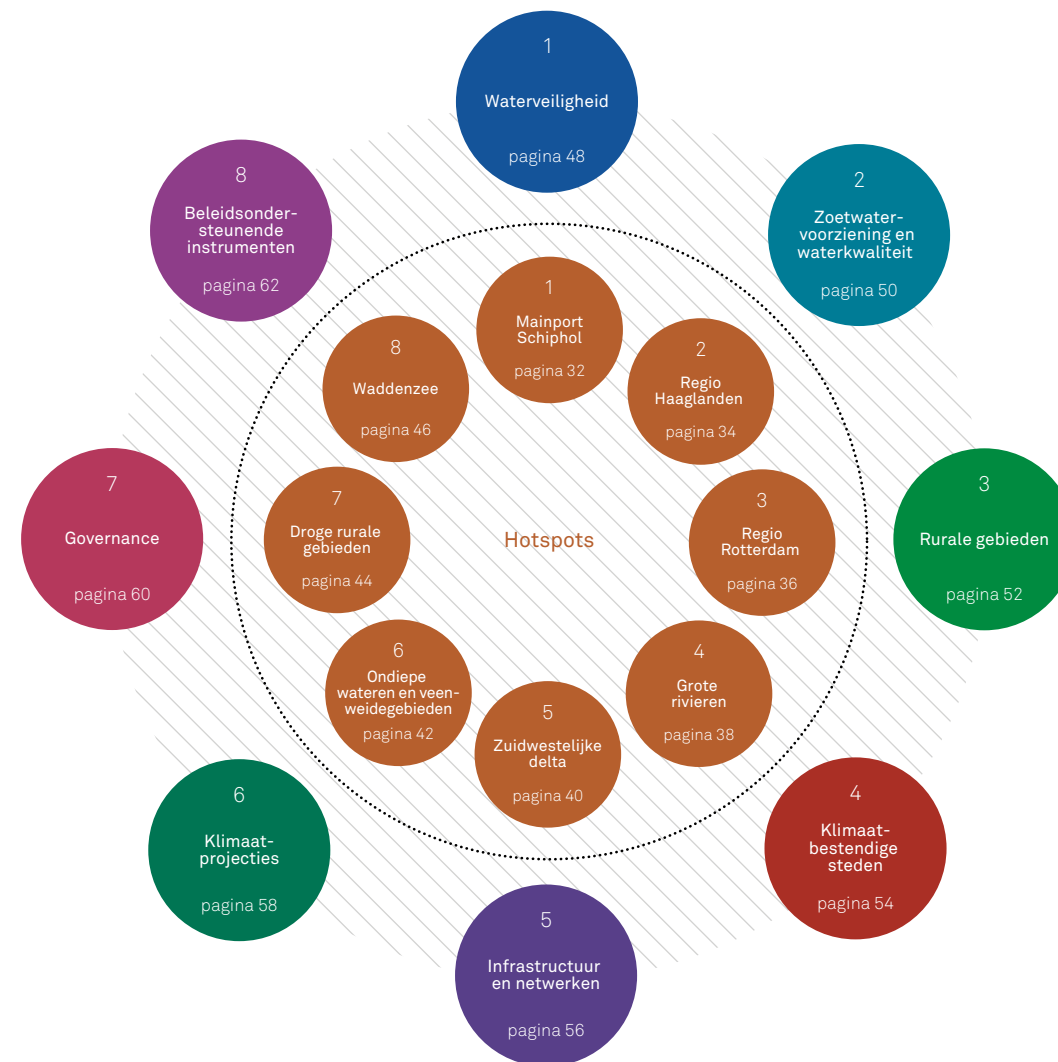 1
Waterveiligheid
pagina 48
2
Zoetwater-
voorziening en
waterkwaliteit
pagina 50
3
Rurale gebieden
pagina 52
4
Klimaat-
bestendige
steden
pagina 54
5
Infrastructuur
en netwerken
pagina 56
6
Klimaat-
projecties
pagina 58
7
Governance
pagina 60
8
Beleidsonder-
steunende
instrumenten
pagina 62
Hotspots
1
Mainport
Schiphol
pagina 32
2
Regio
Haaglanden
pagina 34
3
Regio
Rotterdam
pagina 36
4
Grote
rivieren
pagina 38
5
Zuidwestelijke
delta
pagina 40
6
Ondiepe
wateren en veen-
weidegebieden
pagina 42
7
Droge rurale
gebieden
pagina 44
8
Waddenzee
pagina 46